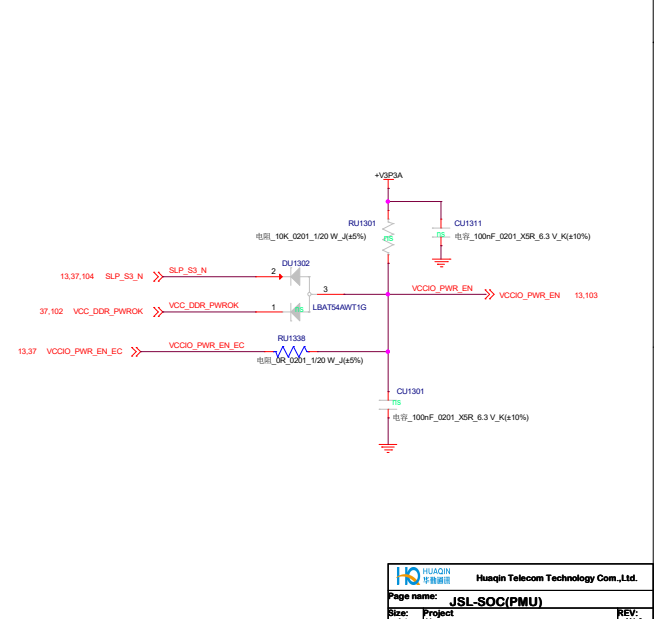 +V3P3A
RU1301
电阻_10K_0201_1/20 W_J(±5%)
ns
CU1311
ns
电容_100nF_0201_X5R_6.3 V_K(±10%)
13,37,104 SLP_S3_N
SLP_S3_N
DU1302
2
3
VCCIO_PWR_EN
VCCIO_PWR_EN 13,103
37,102 VCC_DDR_PWROK
VCC_DDR_PWROK
1
ns
LBAT54AWT1G
13,37 VCCIO_PWR_EN_EC
VCCIO_PWR_EN_EC
RU1338
电阻_0R_0201_1/20 W_J(±5%)
CU1301
ns
电容_100nF_0201_X5R_6.3 V_K(±10%)
HQ HUAQIN
华勤通讯
Huaqin Telecom Technology Com.,Ltd.
Page name:
JSL-SOC(PMU)
Size: Project REV: